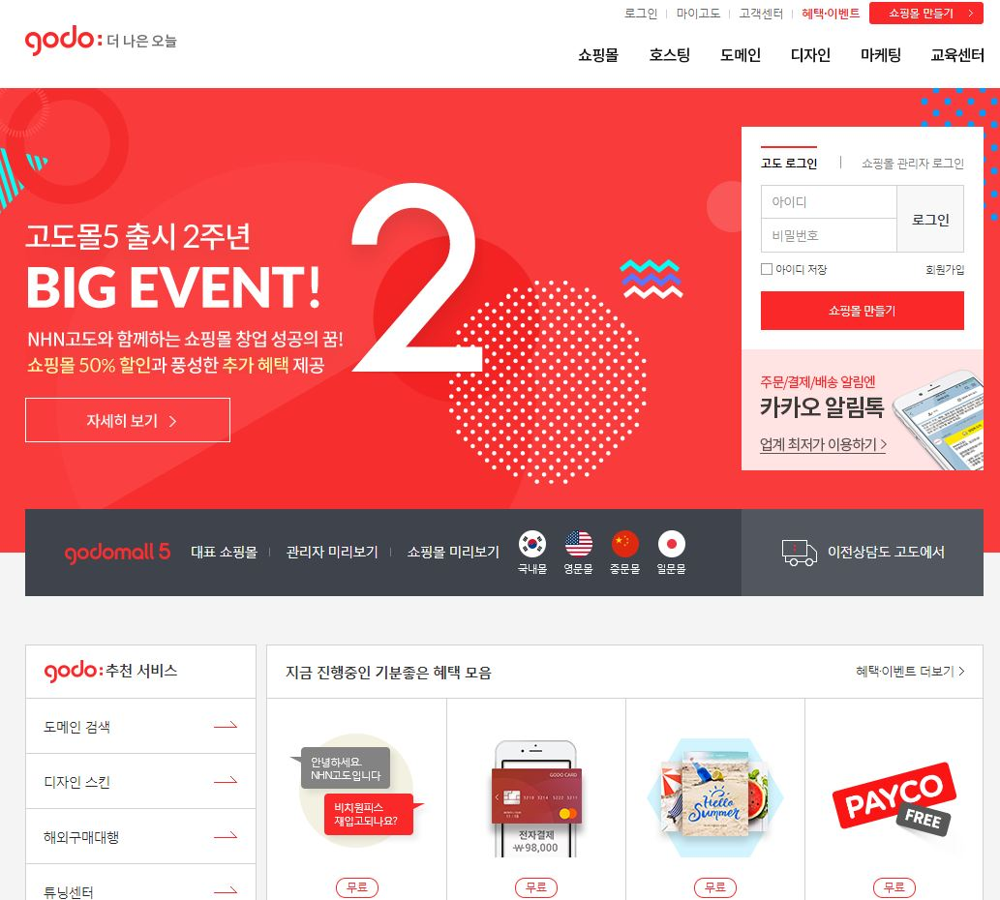 로그인 마이고도 고객센터 혜택·이벤트 쇼핑몰 만들기
godo: 더 나은 오늘
쇼핑몰 호스팅 도메인 디자인 마케팅 교육센터
고도몰5 출시 2주년
BIG EVENT!
NHN고도와 함께하는 쇼핑몰 창업 성공의 꿈!
쇼핑몰 50% 할인과 풍성한 추가 혜택 제공
자세히 보기
2
고도 로그인 쇼핑몰 관리자 로그인
아이디
비밀번호
로그인
아이디 저장 회원가입
쇼핑몰 만들기
주문/결제/배송 알림엔
카카오 알림톡
업계 최저가 이용하기
godomall 5 대표 쇼핑몰 관리자 미리보기 쇼핑몰 미리보기
국내몰 영문몰 중문몰 일문몰
이전상담도 고도에서
godo: 추천 서비스
도메인 검색
디자인 스킨
해외구매대행
튜닝센터
지금 진행중인 기분좋은 혜택 모음 혜택·이벤트 더보기
안녕하세요.
NHN고도입니다
비치원피스
재입고되나요?
무료
GODO CARD
전자결제
₩98,000
무료
Hello
Summer
무료
PAYCO
FREE
무료